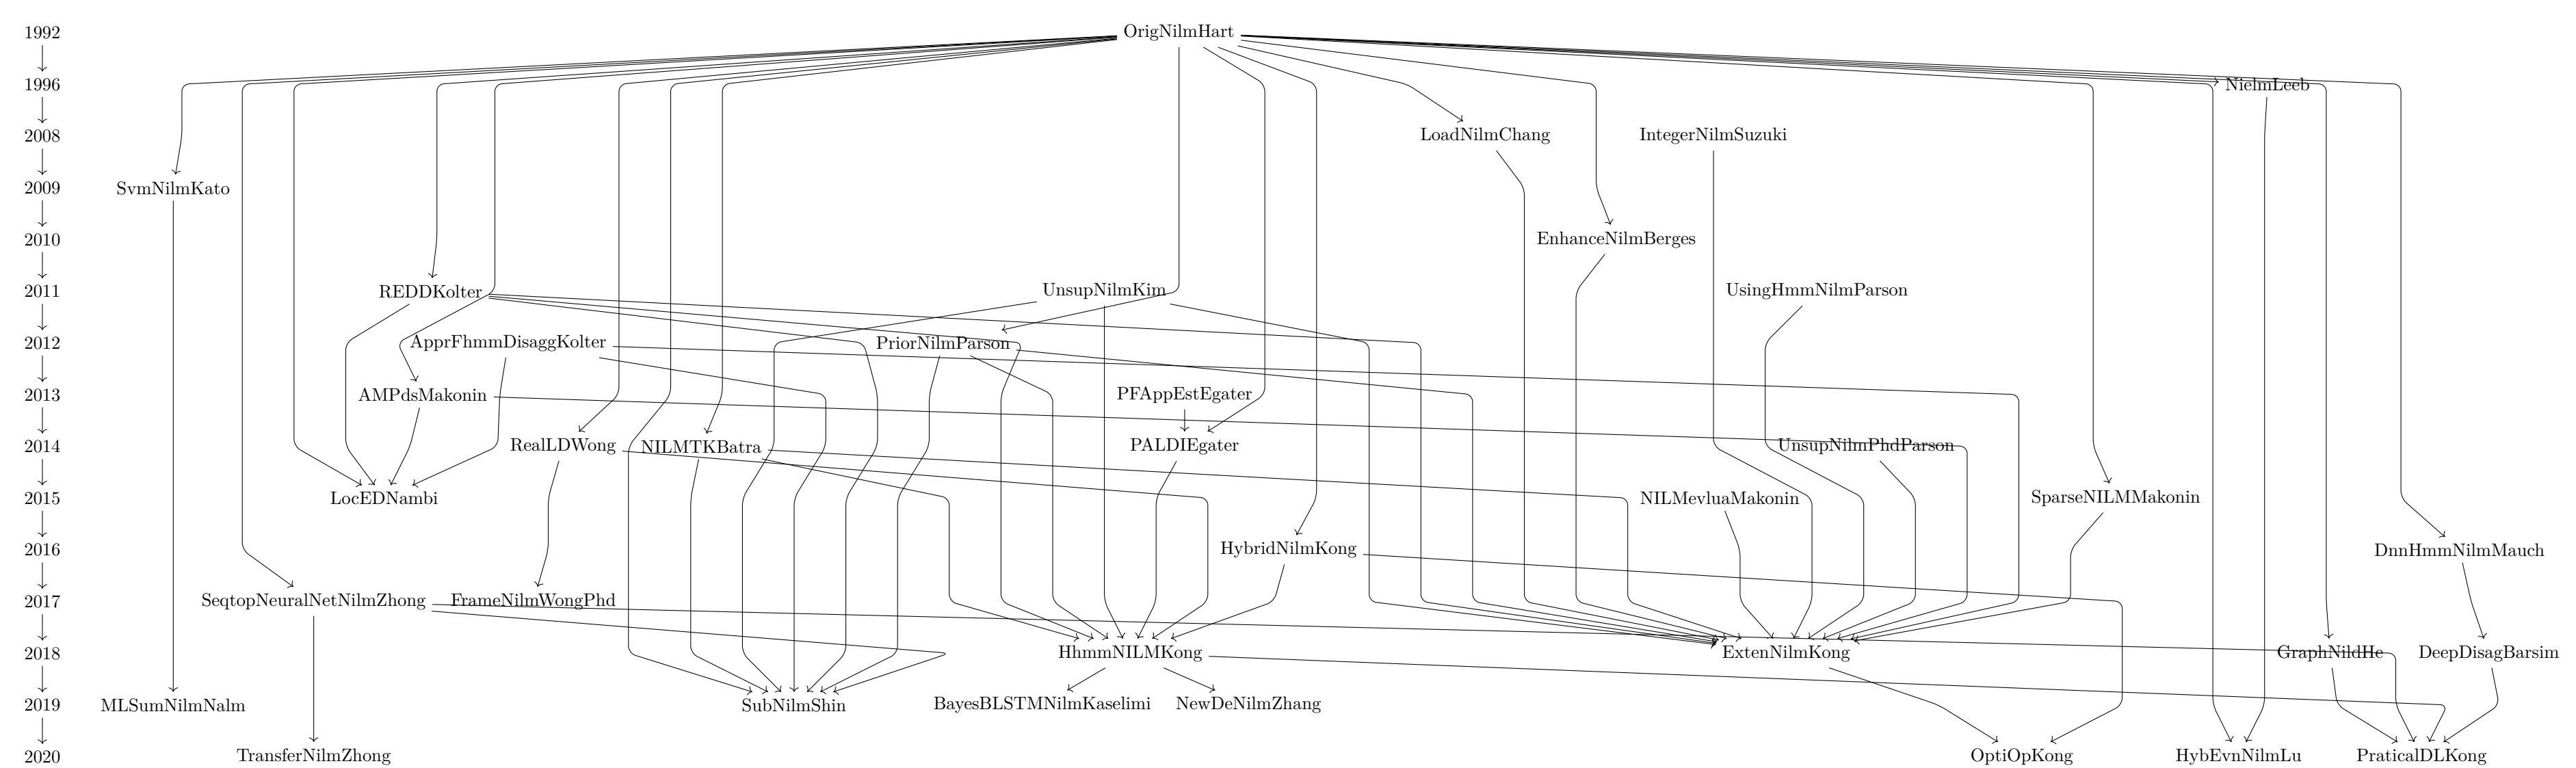 1992 OrigNilmHart
1996 NielmLeeb
2008 LoadNilmChang IntegerNilmSuzuki
2009 SvmNilmKato
2010 EnhanceNilmBerges
2011 REDDKolter UnsupNilmKim UsingHmmNilmParson
2012 ApprFhmmDisaggKolter PriorNilmParson
2013 AMPdsMakonin PFAppEstEgater
2014 RealLDWong NILMTKBatra PALDIEgater UnsupNilmPhdParson
2015 LocEDNambi NILMevluaMakonin SparseNILMMakonin
2016 HybridNilmKong DnnHmmNilmMauch
2017 SeqtopNeuralNetNilmZhong FrameNilmWongPhd
2018 HhmmNILMKong ExtenNilmKong GraphNildHe DeepDisagBarsim
2019 MLSumNilmNalm SubNilmShin BayesBLSTMNilmKaselimi NewDeNilmZhang
2020 TransferNilmZhong OptiOpKong HybEvnNilmLu PraticalDLKong